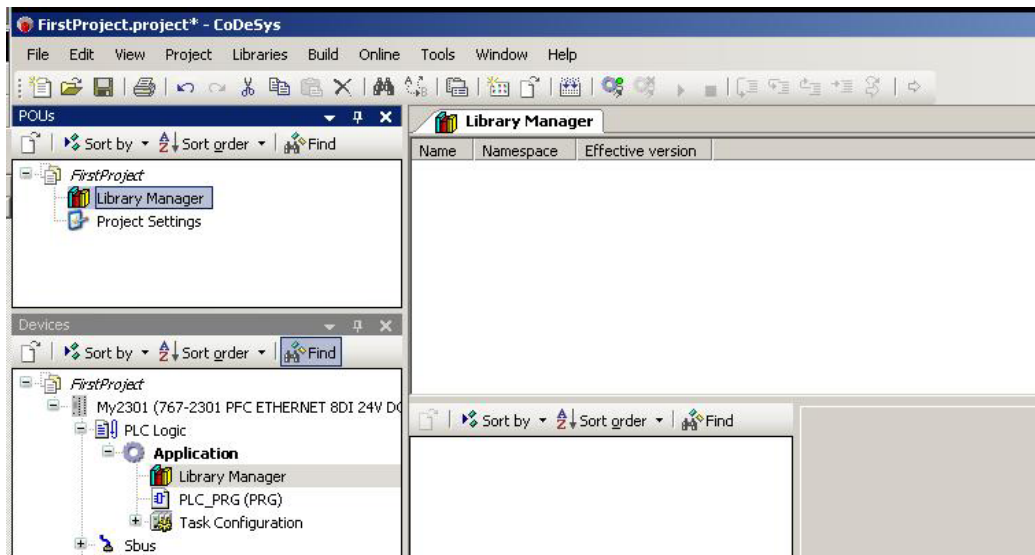 FirstProject.project* - CoDeSys
File Edit View Project Libraries Build Online Tools Window Help
POUs
Sort by Sort order Find
FirstProject
Library Manager
Project Settings
Devices
Sort by Sort order Find
FirstProject
My2301 (767-2301 PFC ETHERNET 8DI 24V DC
PLC Logic
Application
Library Manager
PLC_PRG (PRG)
Task Configuration
Sbus
Library Manager
Name Namespace Effective version
Sort by Sort order Find